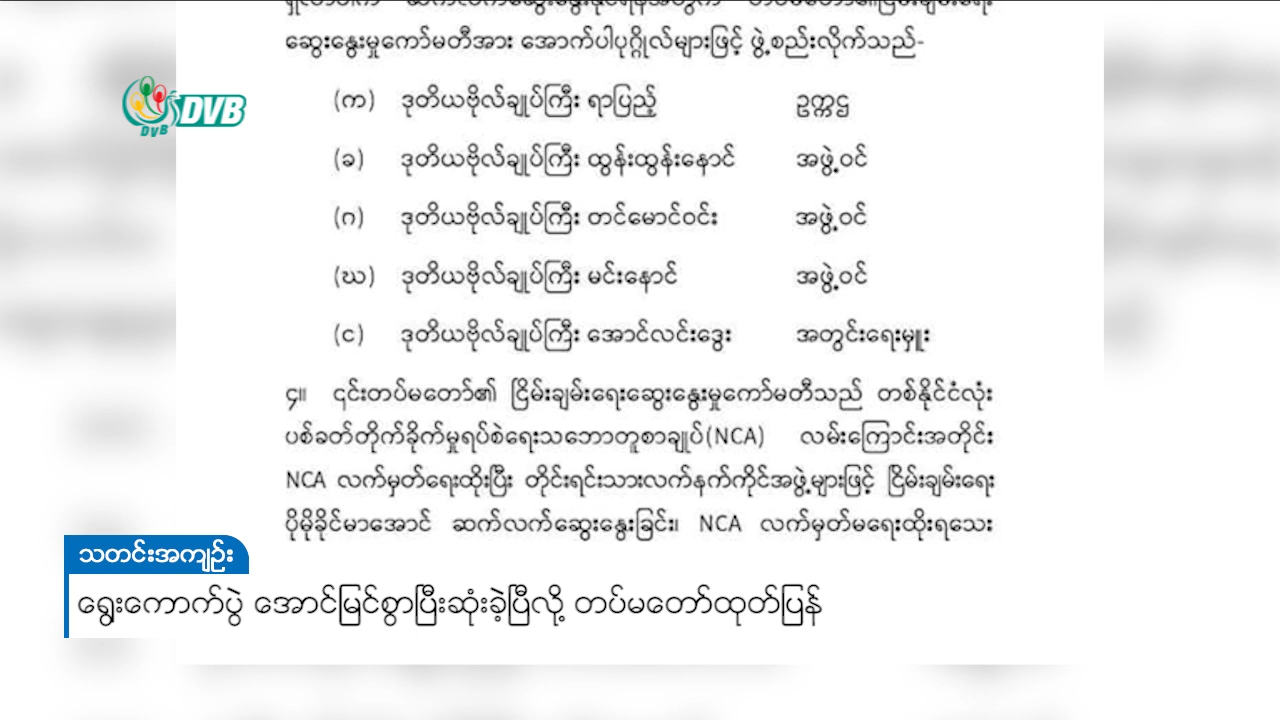 ဆွေးနွေးမှုကော်မတီအား အောက်ပါပုဂ္ဂိုလ်များဖြင့် ဖွဲ့စည်းလိုက်သည်-
DVB DVB
(က) ဒုတိယဗိုလ်ချုပ်ကြီး ရာပြည့် ဥက္ကဌ
(ခ) ဒုတိယဗိုလ်ချုပ်ကြီး ထွန်းထွန်းနောင် အဖွဲ့ဝင်
(ဂ) ဒုတိယဗိုလ်ချုပ်ကြီး တင်မောင်ဝင်း အဖွဲ့ဝင်
(ဃ) ဒုတိယဗိုလ်ချုပ်ကြီး မင်းနောင် အဖွဲ့ဝင်
(င) ဒုတိယဗိုလ်ချုပ်ကြီး အောင်လင်းဒွေး အတွင်းရေးမှူး
၄။ ၎င်းတပ်မတော်၏ ငြိမ်းချမ်းရေးဆွေးနွေးမှုကော်မတီသည် တစ်နိုင်ငံလုံး
ပစ်ခတ်တိုက်ခိုက်မှုရပ်စဲရေးသဘောတူစာချုပ်(NCA) လမ်းကြောင်းအတိုင်း
NCA လက်မှတ်ရေးထိုးပြီး တိုင်းရင်းသားလက်နက်ကိုင်အဖွဲ့များဖြင့် ငြိမ်းချမ်းရေး
ပိုမိုခိုင်မာအောင် ဆက်လက်ဆွေးနွေးခြင်း၊ NCA လက်မှတ်မရေးထိုးရသေး
သတင်းအကျဉ်း
ရွေးကောက်ပွဲ အောင်မြင်စွာပြီးဆုံးခဲ့ပြီလို့ တပ်မတော်ထုတ်ပြန်